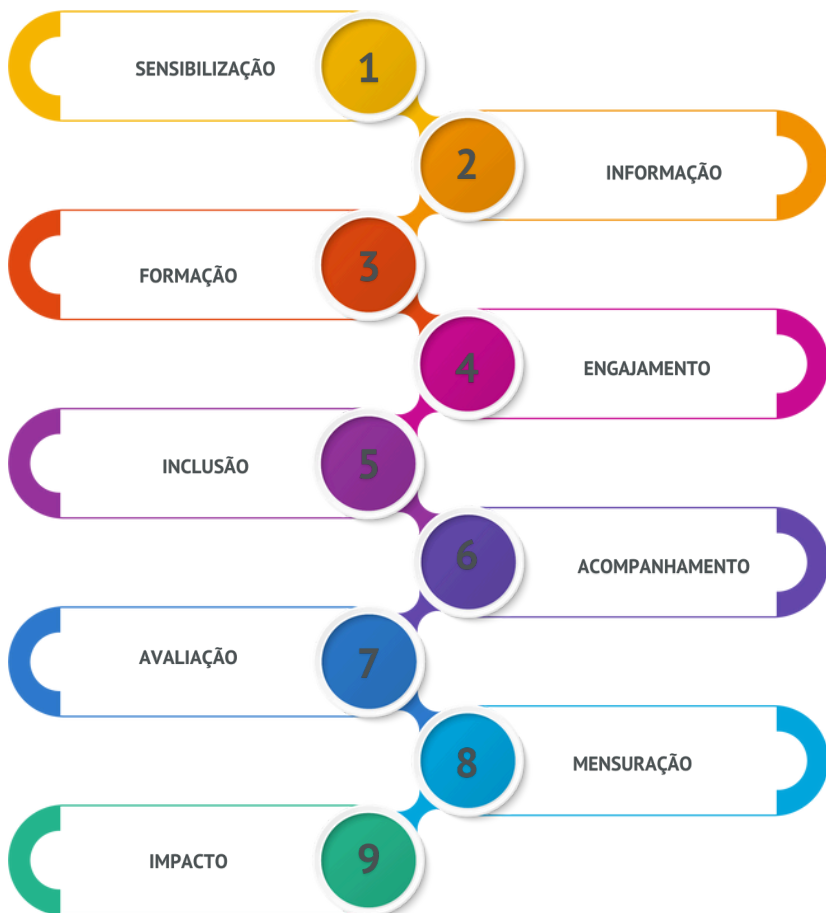 SENSIBILIZAÇÃO 1
2 INFORMAÇÃO
FORMAÇÃO 3
4 ENGAJAMENTO
INCLUSÃO 5
6 ACOMPANHAMENTO
AVALIAÇÃO 7
8 MENSURAÇÃO
IMPACTO 9